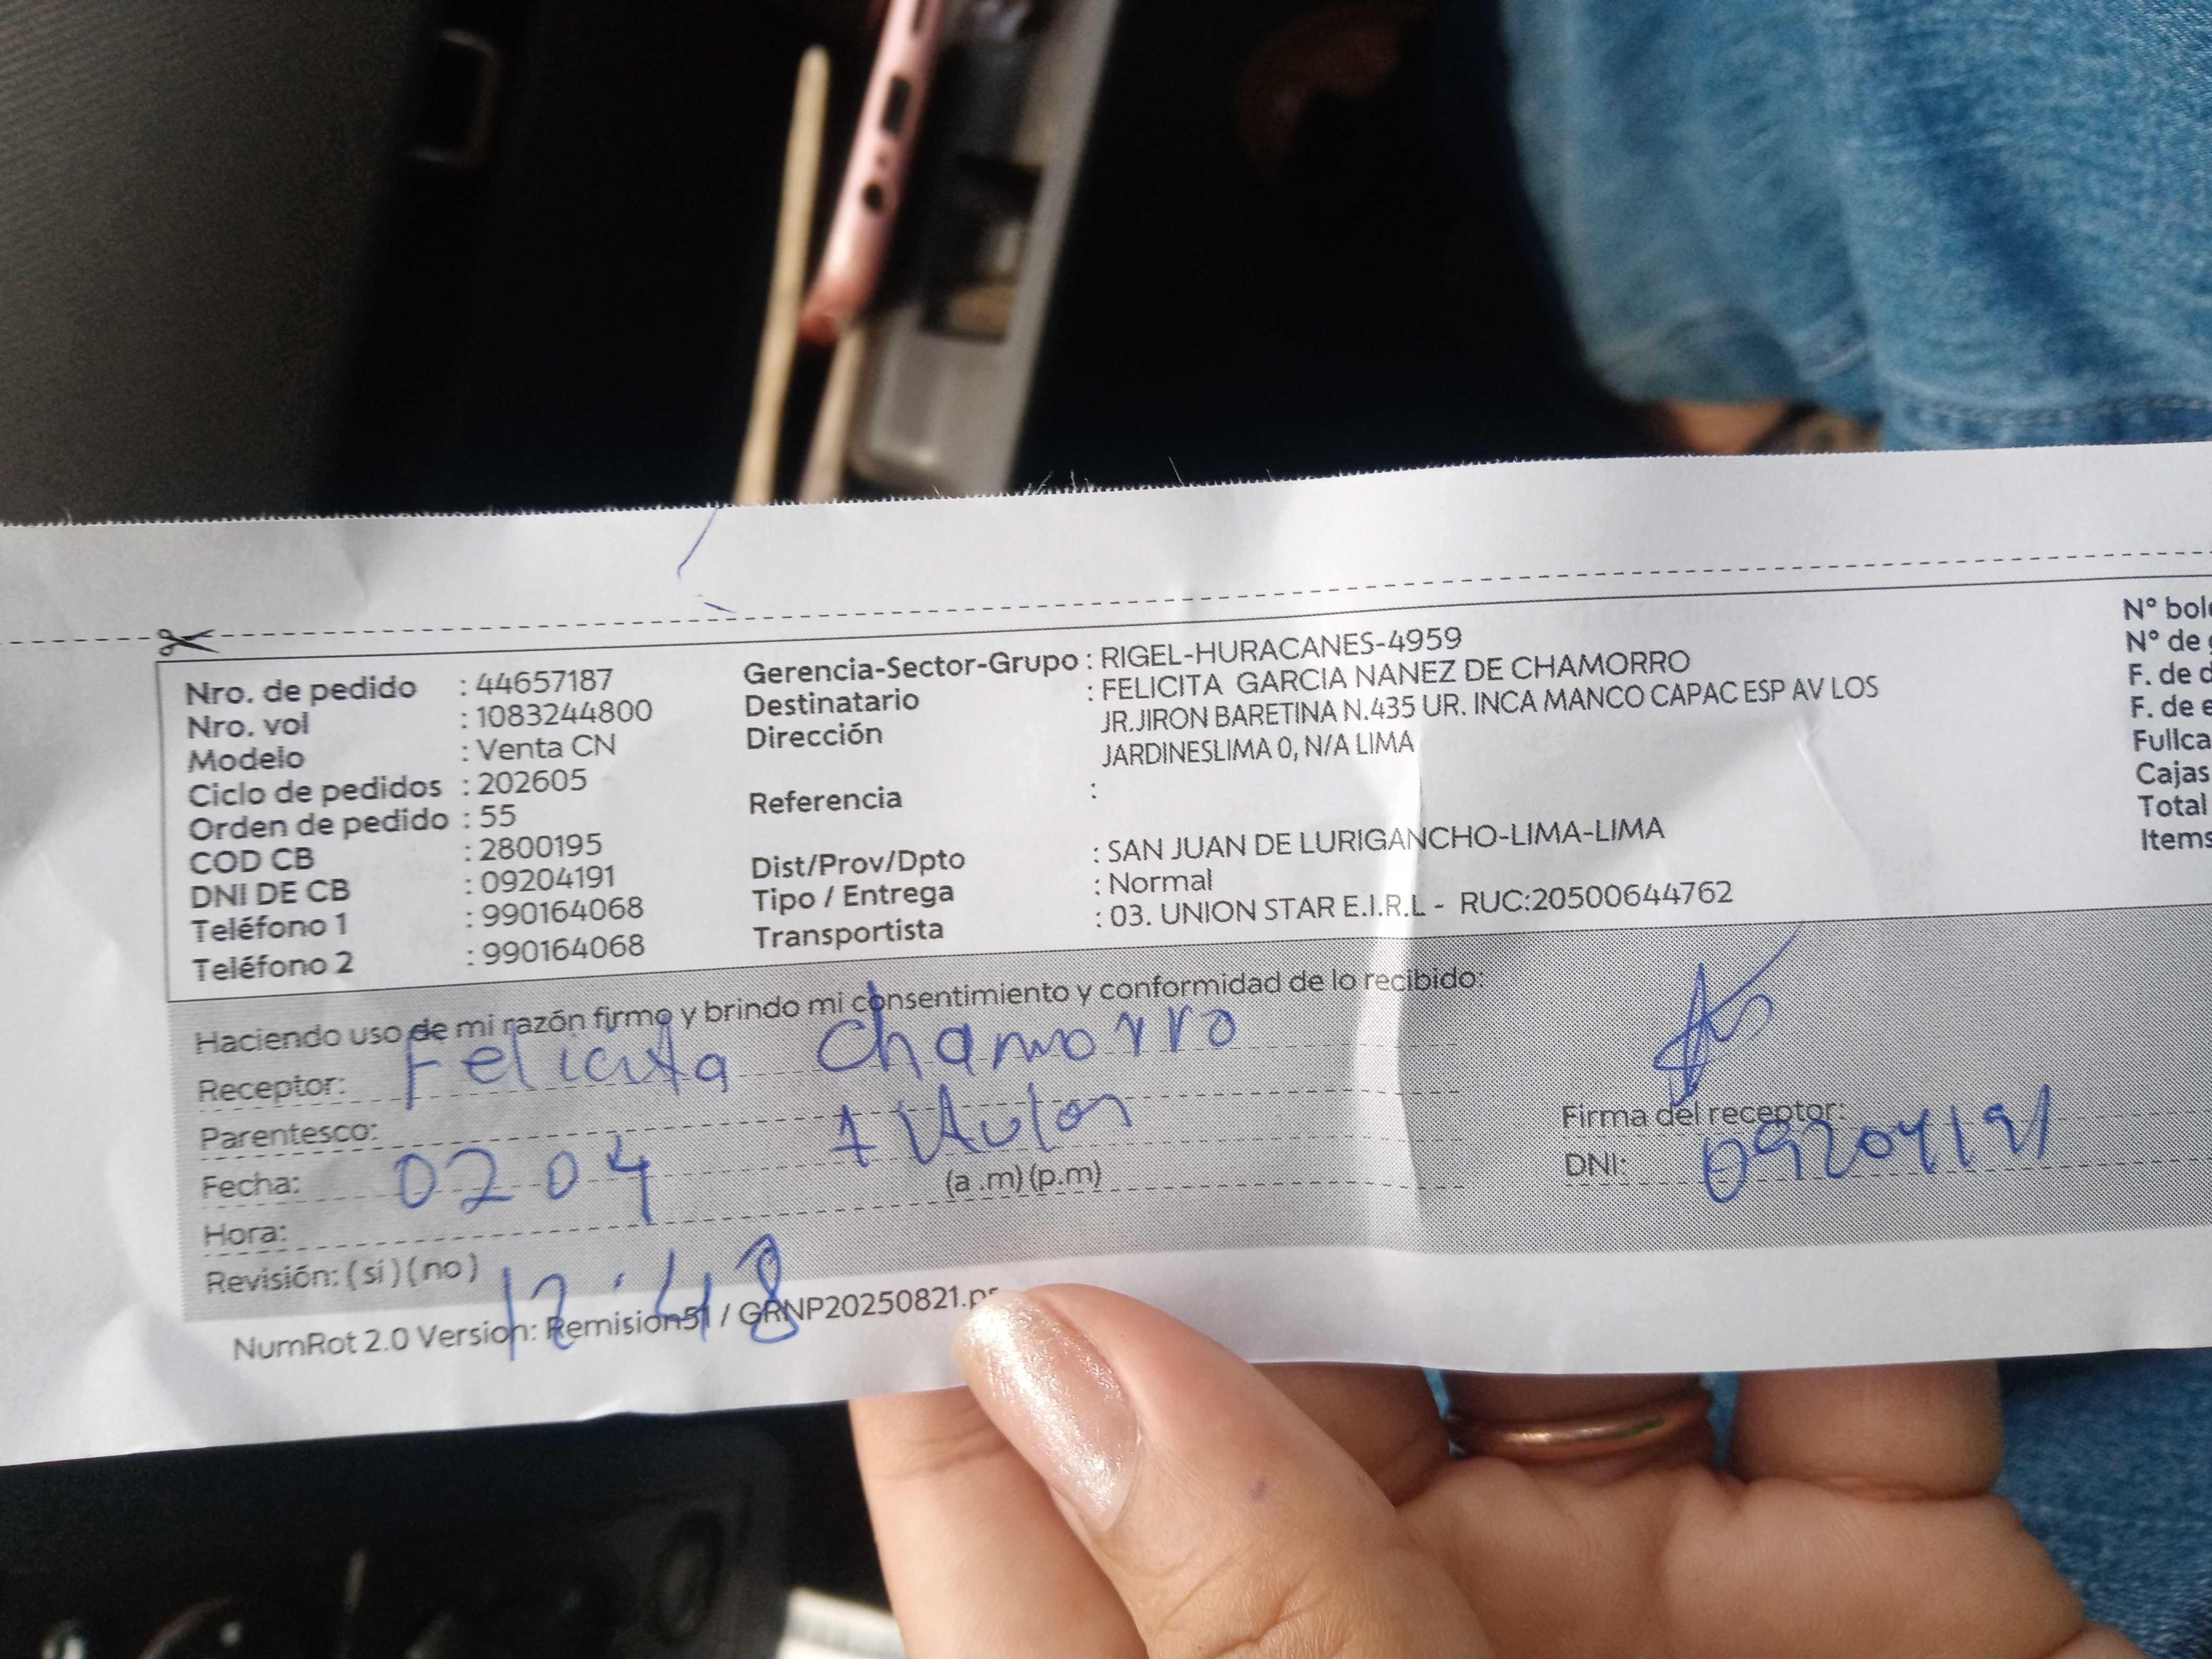 Nro. de pedido : 44657187
Nro. vol : 1083244800
Modelo : Venta CN
Ciclo de pedidos : 202605
Orden de pedido : 55
COD CB : 2800195
DNI DE CB : 09204191
Teléfono 1 : 990164068
Teléfono 2 : 990164068
Gerencia-Sector-Grupo : RIGEL-HURACANES-4959
Destinatario : FELICITA GARCIA NANEZ DE CHAMORRO
Dirección JR.JIRON BARETINA N.435 UR. INCA MANCO CAPAC ESP AV LOS
JARDINESLIMA 0, N/A LIMA
Referencia :
Dist/Prov/Dpto : SAN JUAN DE LURIGANCHO-LIMA-LIMA
Tipo / Entrega : Normal
Transportista : 03. UNION STAR E.I.R.L - RUC:20500644762
N° bol
N° de
F. de d
F. de e
Fullca
Cajas
Total
Items
Haciendo uso de mi razón firmo y brindo mi consentimiento y conformidad de lo recibido:
Receptor: Felicita Chamorro
Parentesco:
Fecha: 02 04 (a .m) (p.m)
Hora:
Revisión: ( sí ) ( no ) 12:48
Firma del receptor:
DNI: 09204191
NumRot 2.0 Version: Remision51 / GRNP20250821.